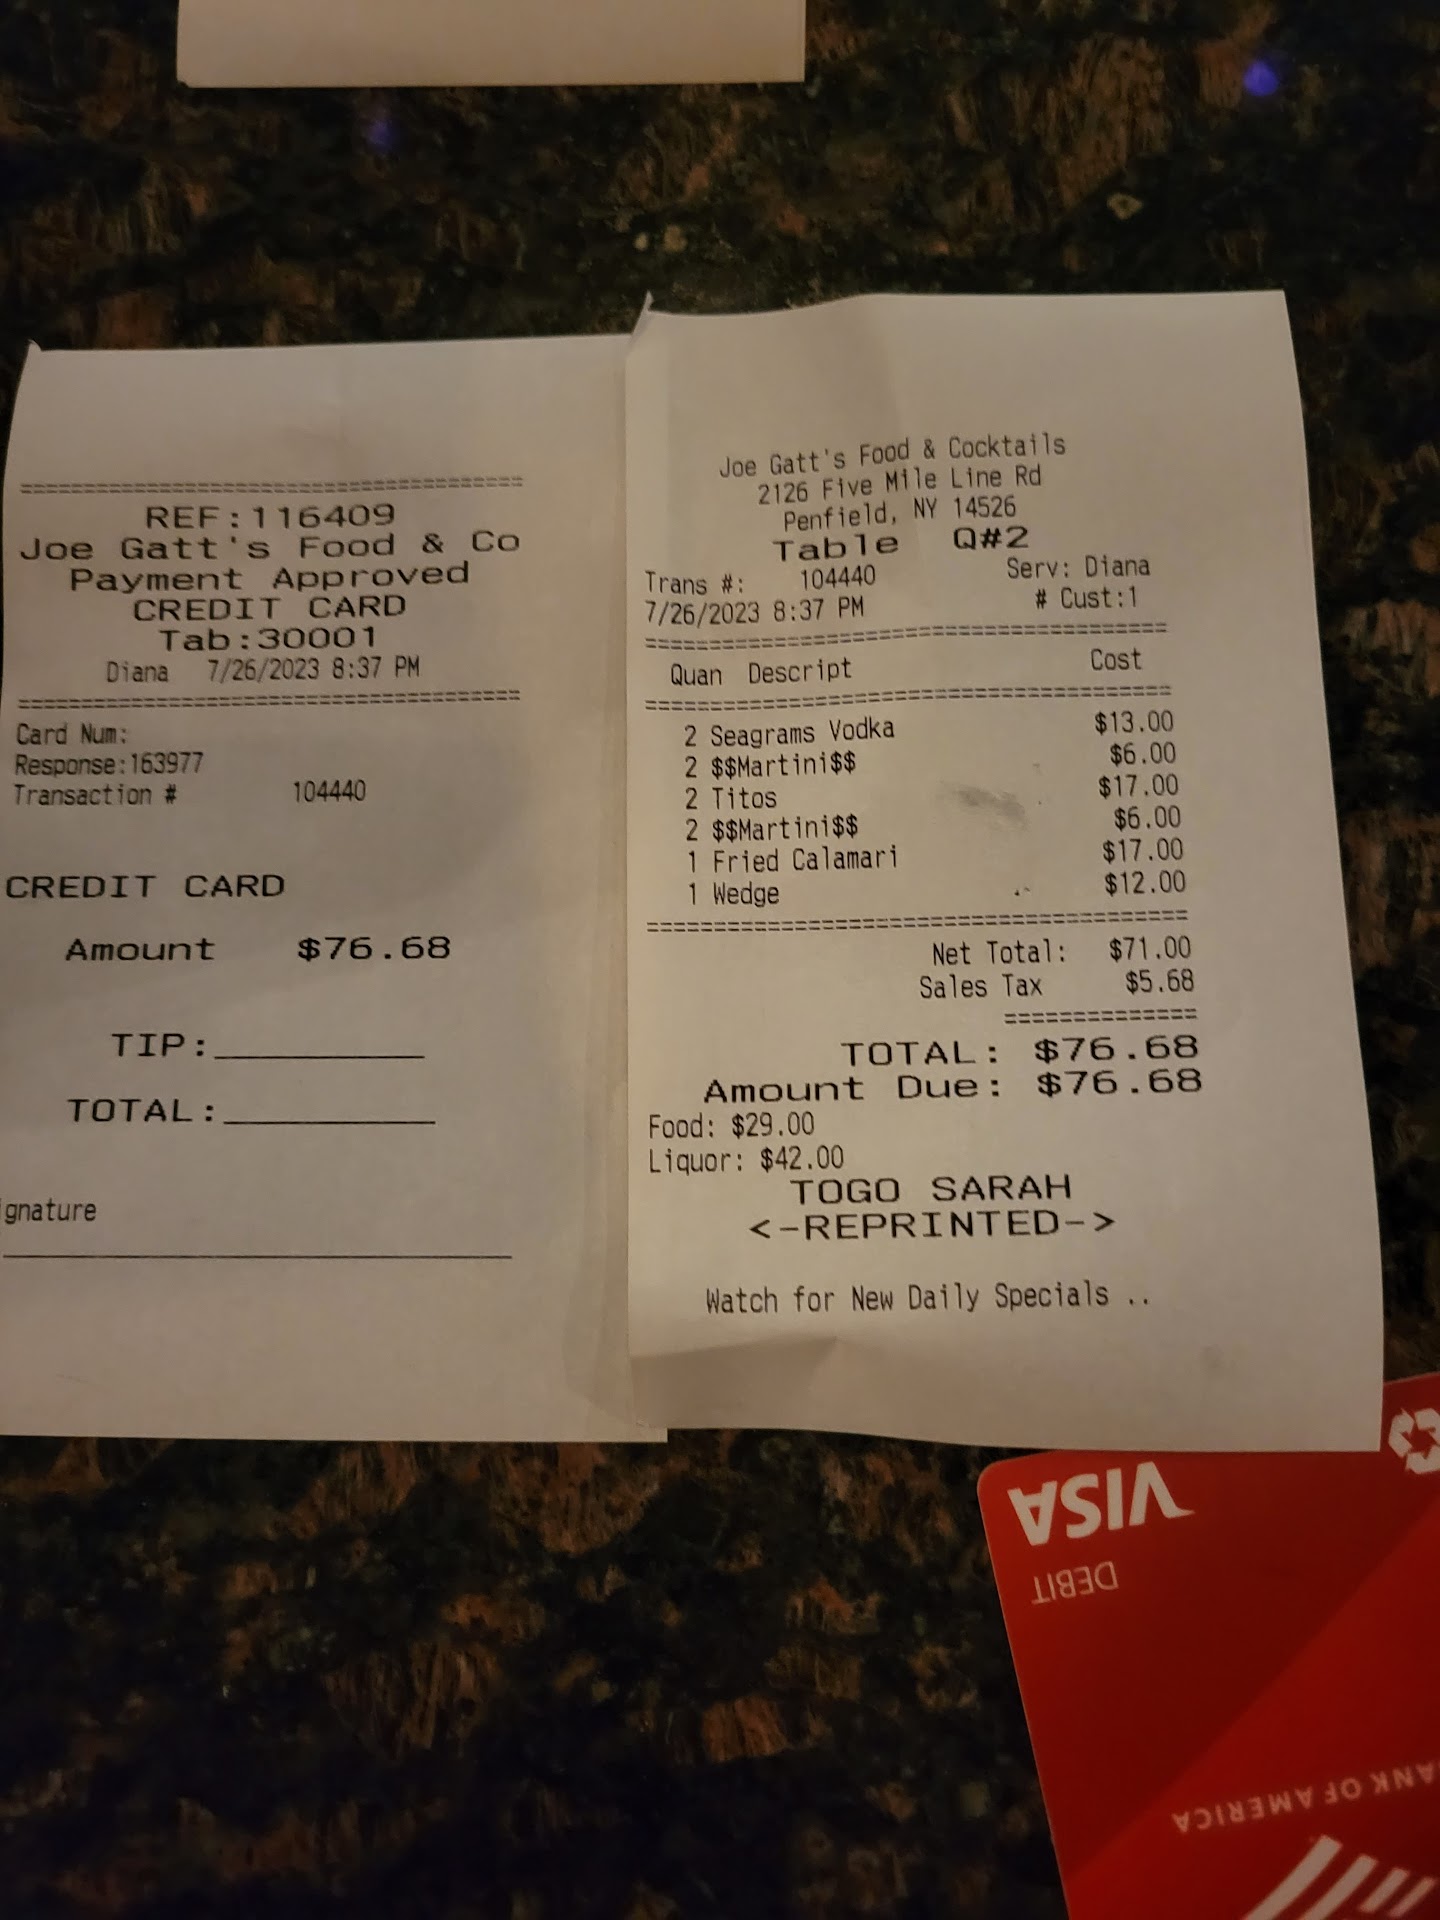 =====================================
REF:116409
Joe Gatt's Food & Co
Payment Approved
CREDIT CARD
Tab:30001
Diana 7/26/2023 8:37 PM
=====================================
Card Num:
Response:163977
Transaction # 104440
CREDIT CARD
Amount $76.68
TIP:
TOTAL:
gnature
Joe Gatt's Food & Cocktails
2126 Five Mile Line Rd
Penfield, NY 14526
Table Q#2
Trans #: 104440 Serv: Diana
7/26/2023 8:37 PM # Cust:1
=======================================
Quan Descript Cost
=======================================
2 Seagrams Vodka $13.00
2 $$Martini$$ $6.00
2 Titos $17.00
2 $$Martini$$ $6.00
1 Fried Calamari $17.00
1 Wedge $12.00
=======================================
Net Total: $71.00
Sales Tax $5.68
==============
TOTAL: $76.68
Amount Due: $76.68
Food: $29.00
Liquor: $42.00
TOGO SARAH
<-REPRINTED->
Watch for New Daily Specials ..
VISA
DEBIT
ANK OF AMERICA